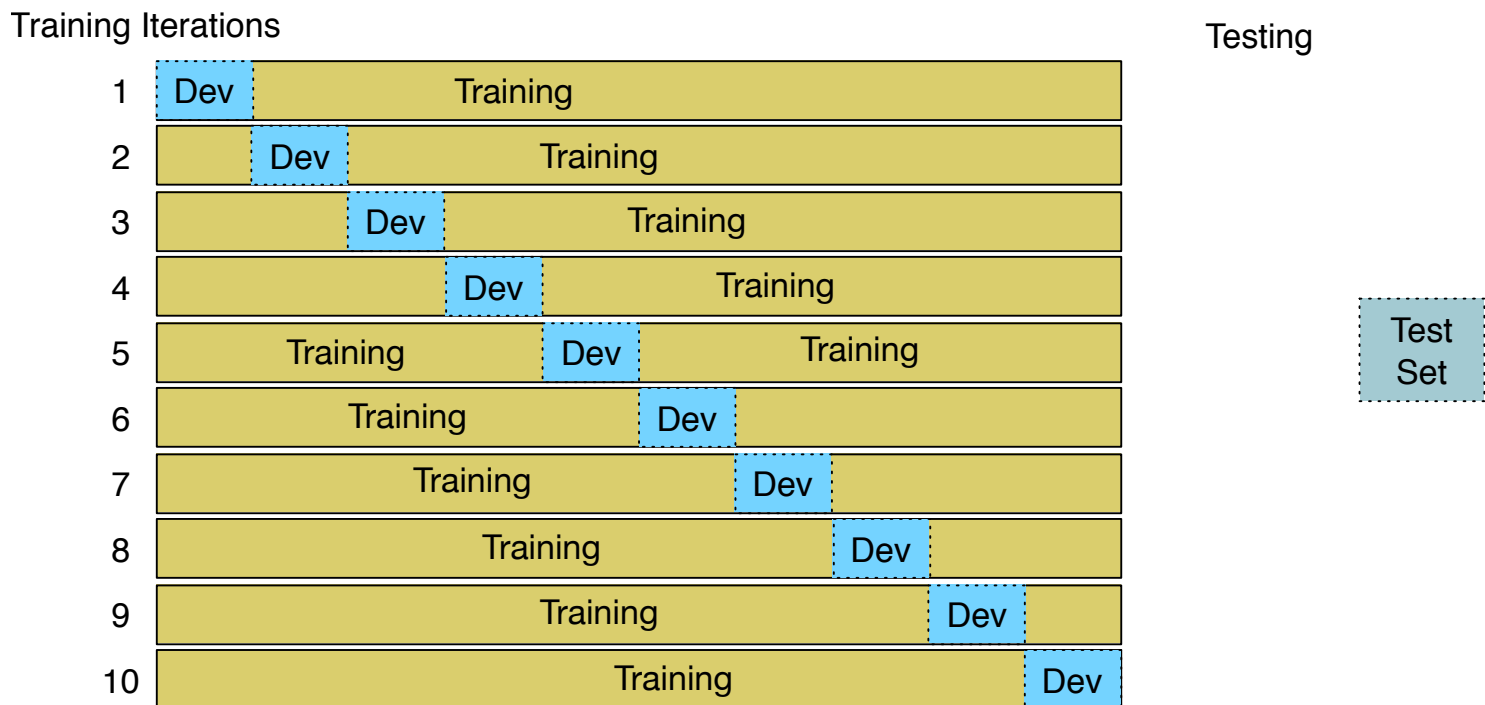 Training Iterations
Testing
1 Dev Training
2 Dev Training
3 Dev Training
4 Dev Training
5 Training Dev Training
6 Training Dev
7 Training Dev
8 Training Dev
9 Training Dev
10 Training Dev
Test
Set